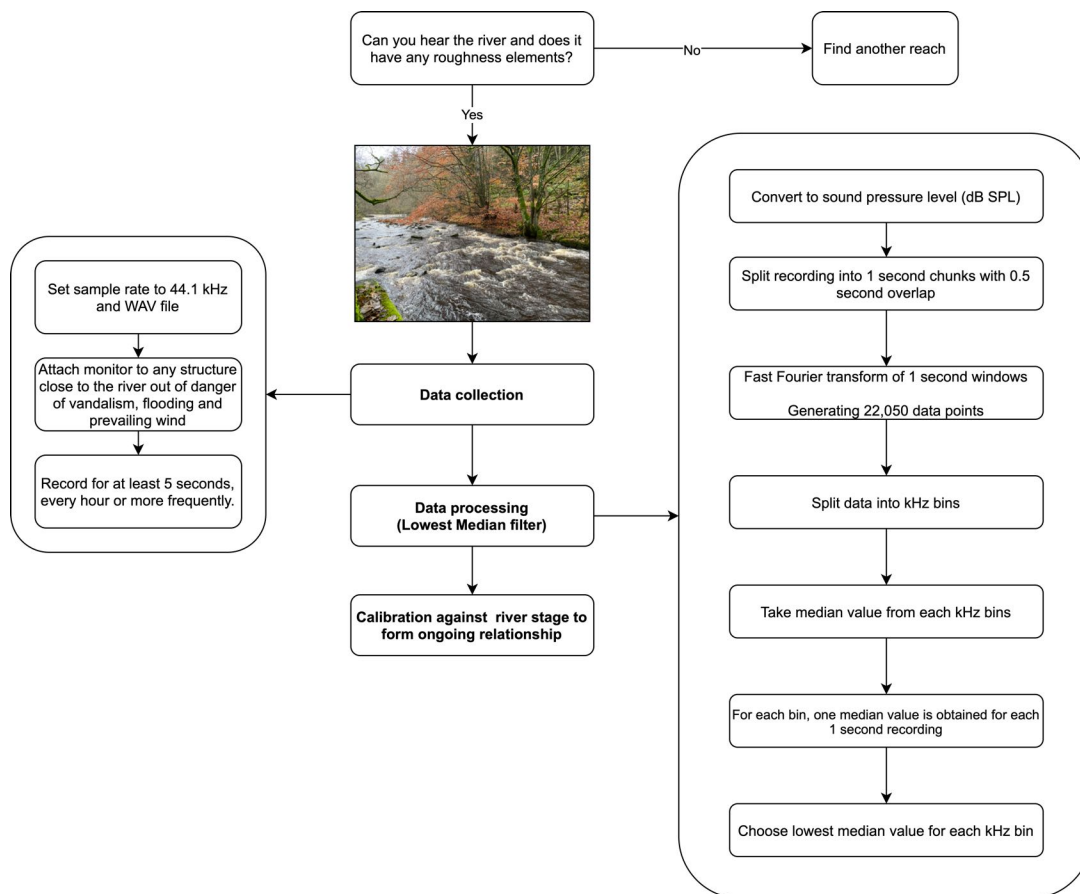 Can you hear the river and does it
have any roughness elements?
No
Find another reach
Yes
Data collection
Set sample rate to 44.1 kHz
and WAV file
Attach monitor to any structure
close to the river out of danger
of vandalism, flooding and
prevailing wind
Record for at least 5 seconds,
every hour or more frequently.
Data processing
(Lowest Median filter)
Convert to sound pressure level (dB SPL)
Split recording into 1 second chunks with 0.5
second overlap
Fast Fourier transform of 1 second windows
Generating 22,050 data points
Split data into kHz bins
Take median value from each kHz bins
For each bin, one median value is obtained for each
1 second recording
Choose lowest median value for each kHz bin
Calibration against river stage to
form ongoing relationship